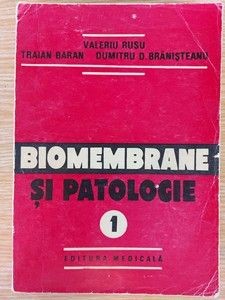 VALERIU RUSU
TRAIAN BARAN DUMITRU D. BRĂNIȘTEANU
BIOMEMBRANE
ȘI PATOLOGIE
1
EDITURA MEDICALĂ